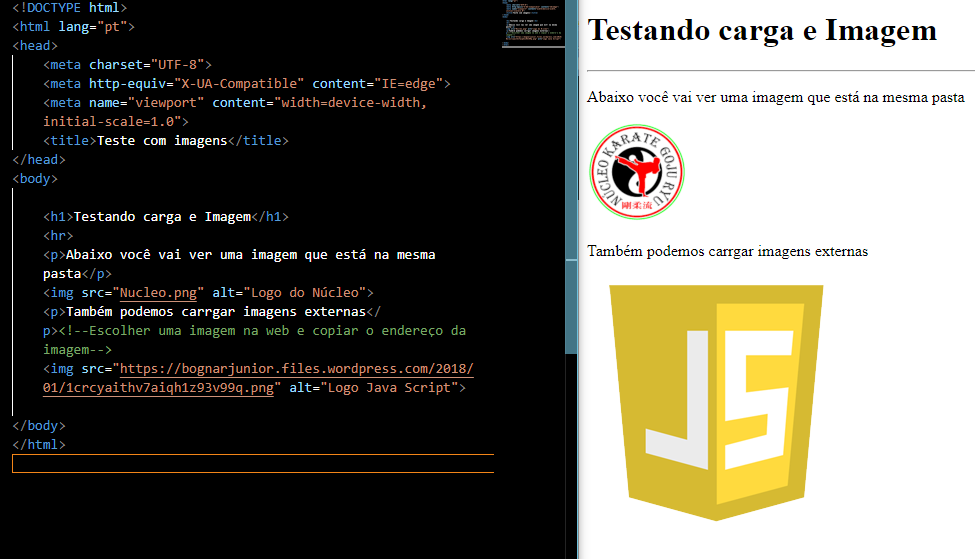 <!DOCTYPE html>
<html lang="pt">
<head>
<meta charset="UTF-8">
<meta http-equiv="X-UA-Compatible" content="IE=edge">
<meta name="viewport" content="width=device-width,
initial-scale=1.0">
<title>Teste com imagens</title>
</head>
<body>
<h1>Testando carga e Imagem</h1>
<hr>
<p>Abaixo você vai ver uma imagem que está na mesma
pasta</p>
<img src="Nucleo.png" alt="Logo do Núcleo">
<p>Também podemos carrgar imagens externas</
p><!--Escolher uma imagem na web e copiar o endereço da
imagem-->
<img src="https://bognarjunior.files.wordpress.com/2018/
01/1crcyaithv7aiqh1z93v99q.png" alt="Logo Java Script">
</body>
</html>
Testando carga e Imagem
Abaixo você vai ver uma imagem que está na mesma pasta
NÚCLEO KARATE GOJU RYU
剛柔流
Também podemos carrgar imagens externas
JS